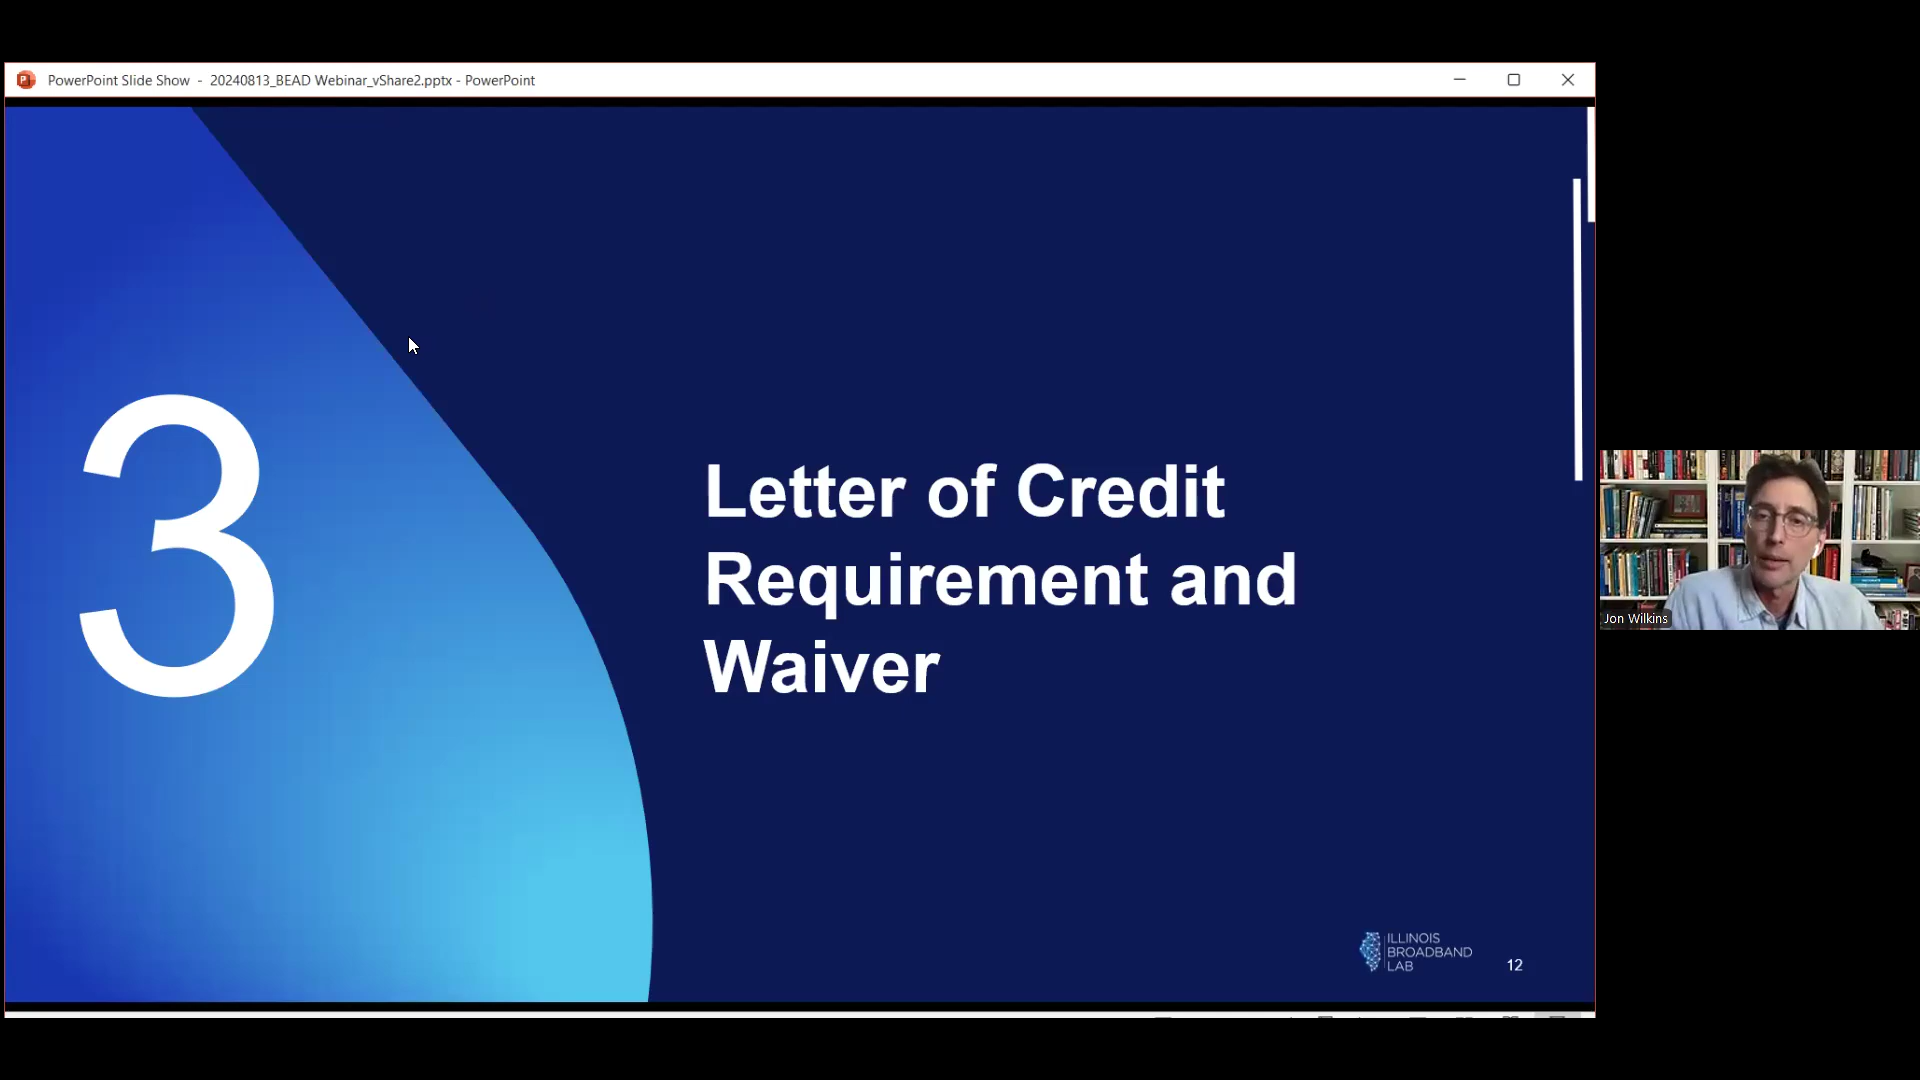 PowerPoint Slide Show - 20240813_BEAD Webinar_vShare2.pptx - PowerPoint
3
Letter of Credit
Requirement and
Waiver
Jon Wilkins
ILLINOIS
BROADBAND
LAB
12